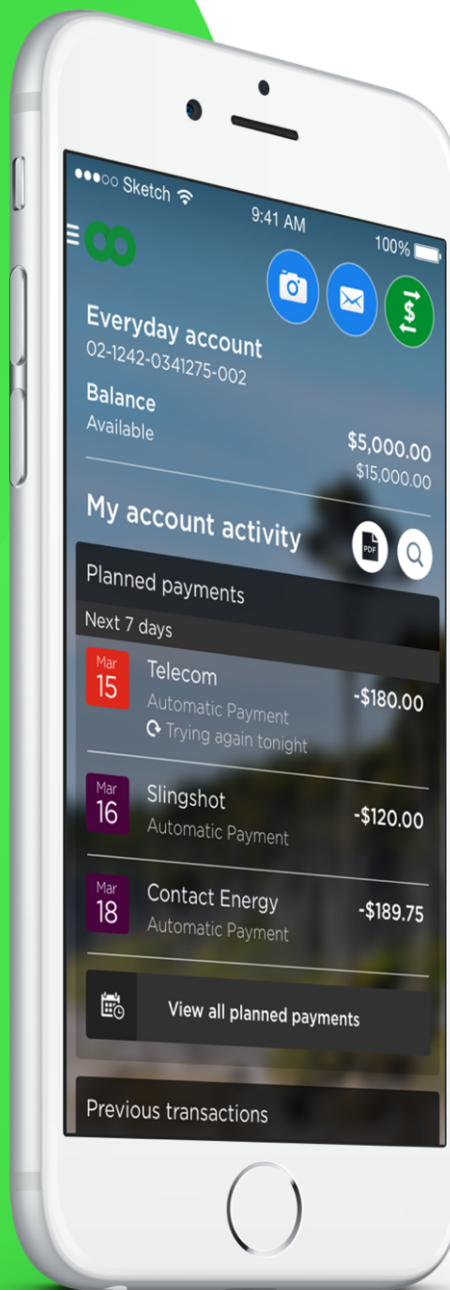 Sketch
9:41 AM
100%
Everyday account
02-1242-0341275-002
Balance
$5,000.00
Available
$15,000.00
My account activity
PDF
Planned payments
Next 7 days
Mar
15
Telecom
-$180.00
Automatic Payment
Trying again tonight
Mar
16
Slingshot
-$120.00
Automatic Payment
Mar
18
Contact Energy
-$189.75
Automatic Payment
View all planned payments
Previous transactions